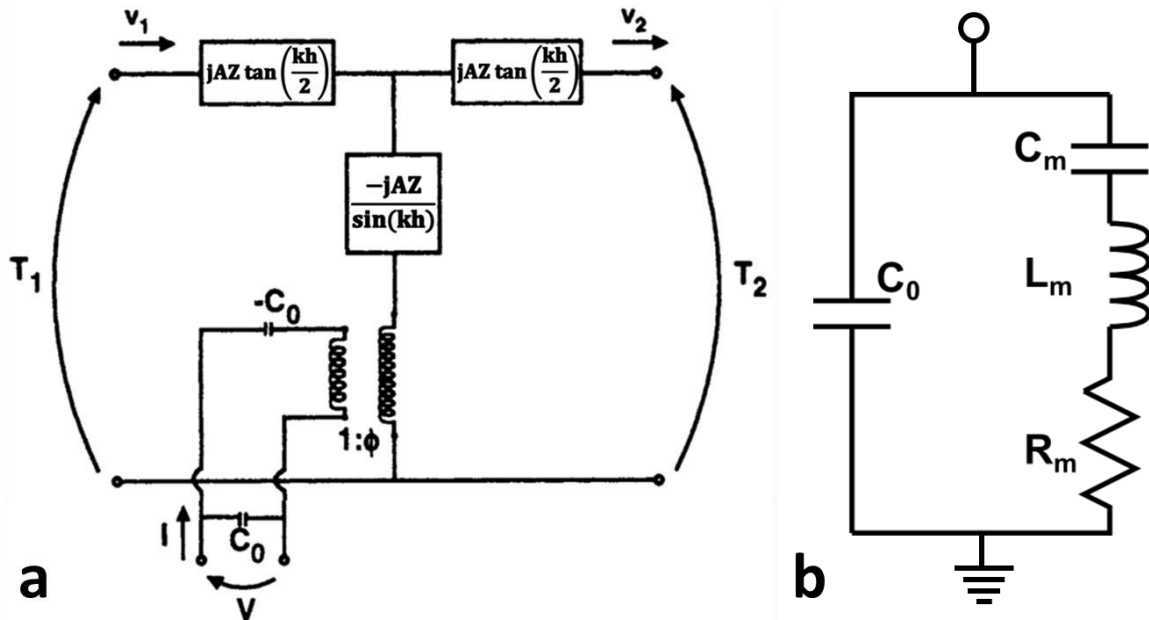 v₁
v₂
jAZ tan(kh/2)
jAZ tan(kh/2)
−jAZ
sin(kh)
T₁
T₂
-C₀
1:ϕ
I
C₀
V
a
Cₘ
C₀
Lₘ
Rₘ
b